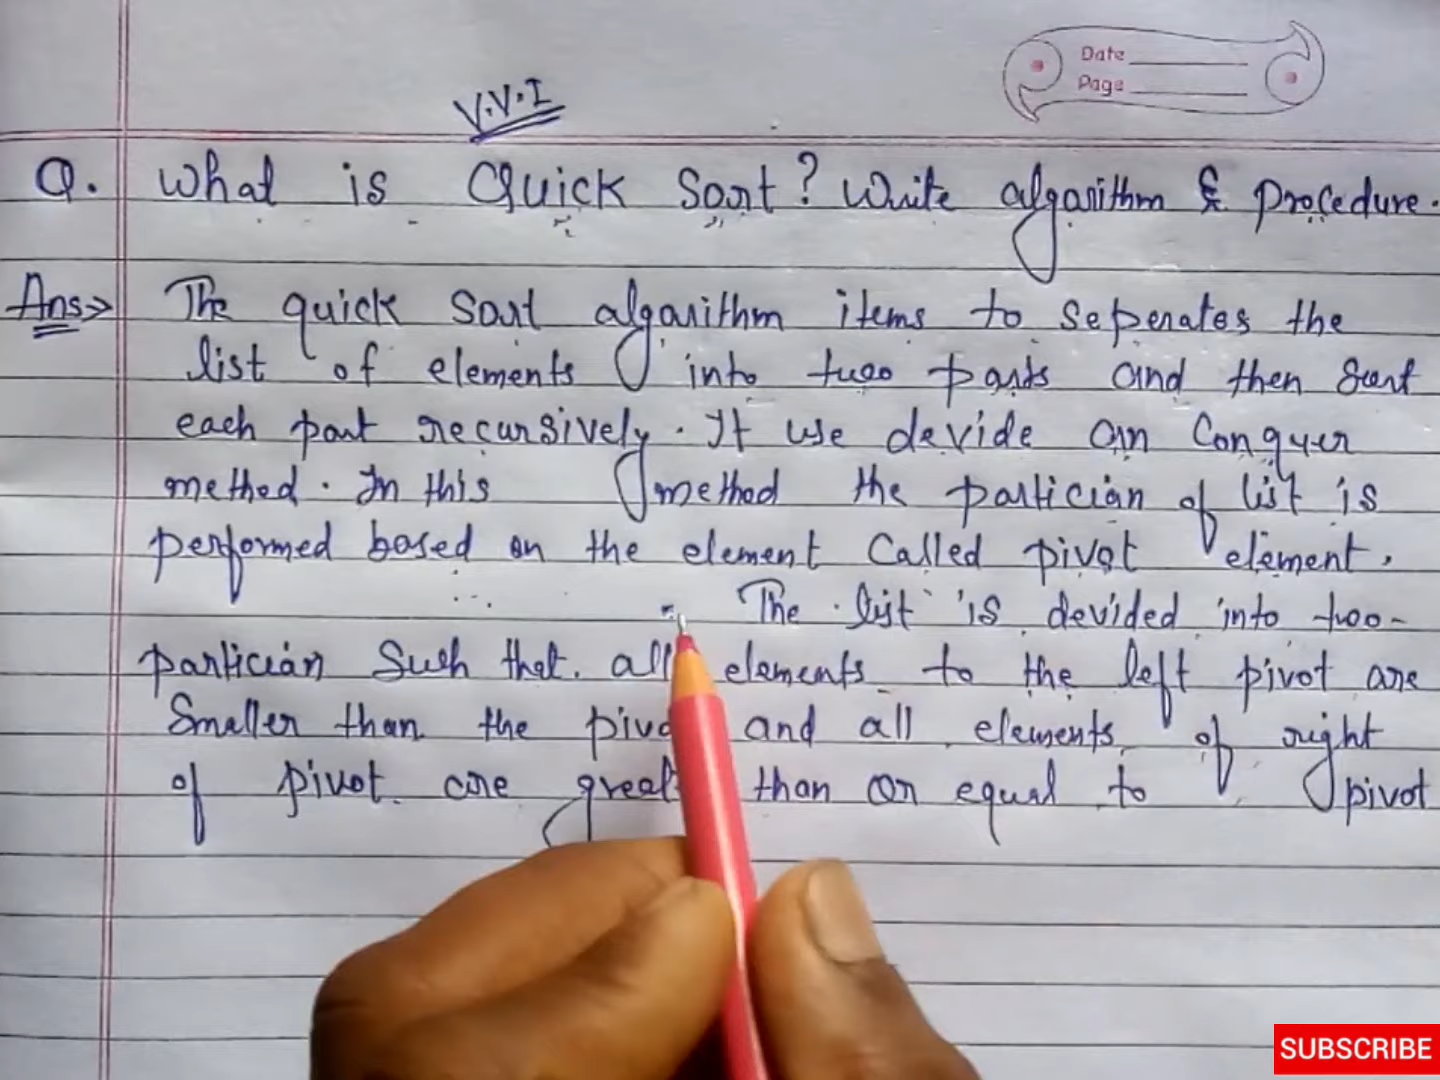 Date
Page
V.V.I
Q. What is Quick Sort? Write algorithm & procedure.
Ans> The quick Sort algorithm items to seperates the
list of elements into two parts and then Sort
each part recursively. It use devide an Conquer
method. In this method the partician of list is
performed based on the element Called pivot element.
The list is devided into two-
partician Such that all elements to the left pivot are
Smaller than the and all elements of right
of pivot are than or equal to pivot
SUBSCRIBE